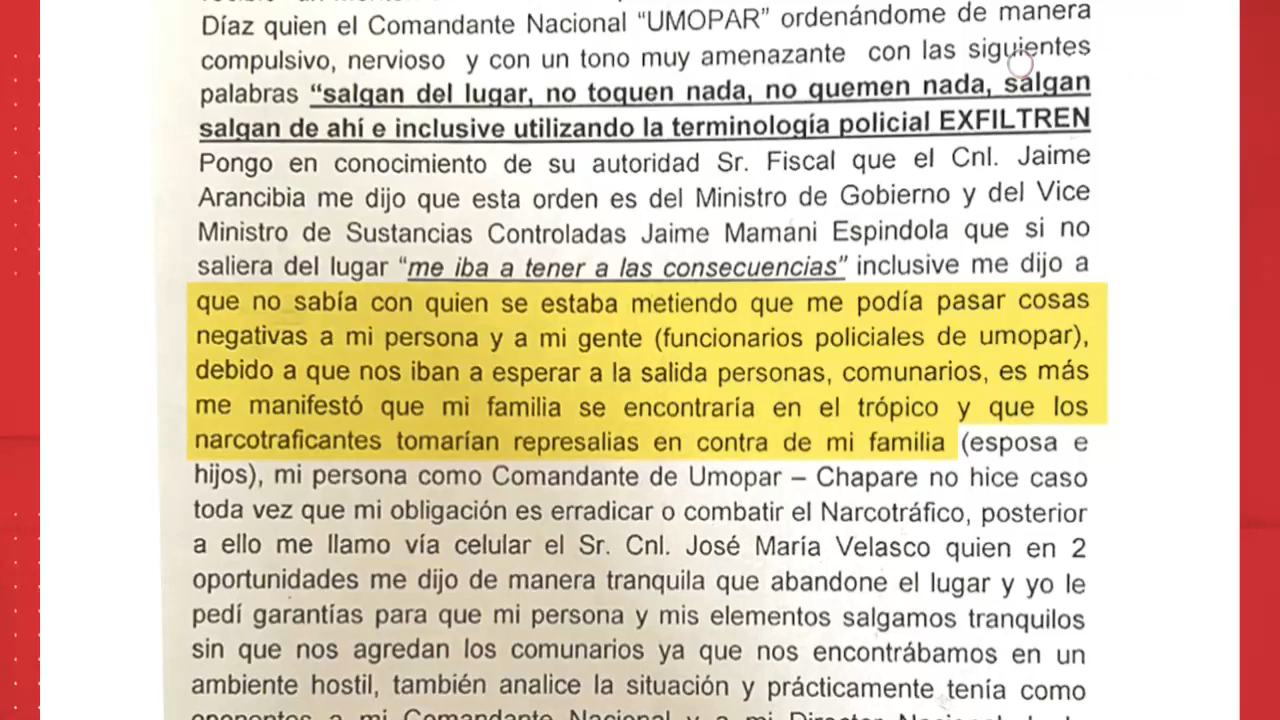 Díaz quien el Comandante Nacional “UMOPAR” ordenándome de manera
compulsivo, nervioso y con un tono muy amenazante con las siguientes
palabras “salgan del lugar, no toquen nada, no quemen nada, salgan
salgan de ahí e inclusive utilizando la terminología policial EXFILTREN
Pongo en conocimiento de su autoridad Sr. Fiscal que el Cnl. Jaime
Arancibia me dijo que esta orden es del Ministro de Gobierno y del Vice
Ministro de Sustancias Controladas Jaime Mamani Espindola que si no
saliera del lugar “me iba a tener a las consecuencias” inclusive me dijo a
que no sabía con quien se estaba metiendo que me podía pasar cosas
negativas a mi persona y a mi gente (funcionarios policiales de umopar),
debido a que nos iban a esperar a la salida personas, comunarios, es más
me manifestó que mi familia se encontraría en el trópico y que los
narcotraficantes tomarían represalias en contra de mi familia (esposa e
hijos), mi persona como Comandante de Umopar – Chapare no hice caso
toda vez que mi obligación es erradicar o combatir el Narcotráfico, posterior
a ello me llamo vía celular el Sr. Cnl. José María Velasco quien en 2
oportunidades me dijo de manera tranquila que abandone el lugar y yo le
pedí garantías para que mi persona y mis elementos salgamos tranquilos
sin que nos agredan los comunarios ya que nos encontrábamos en un
ambiente hostil, también analice la situación y prácticamente tenía como
oponentes a mi Comandante Nacional y a mi Director Nacional